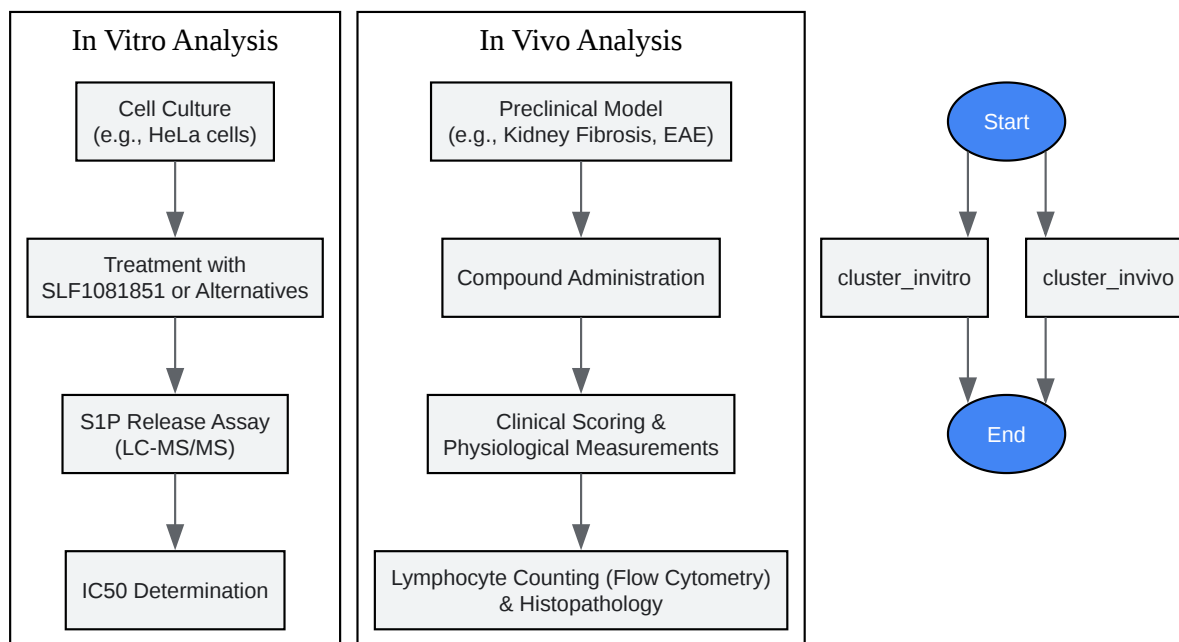 In Vitro Analysis
Cell Culture
(e.g., HeLa cells)
Treatment with
SLF1081851 or Alternatives
S1P Release Assay
(LC-MS/MS)
IC50 Determination
In Vivo Analysis
Preclinical Model
(e.g., Kidney Fibrosis, EAE)
Compound Administration
Clinical Scoring &
Physiological Measurements
Lymphocyte Counting (Flow Cytometry)
& Histopathology
Start
cluster_invitro
cluster_invivo
End